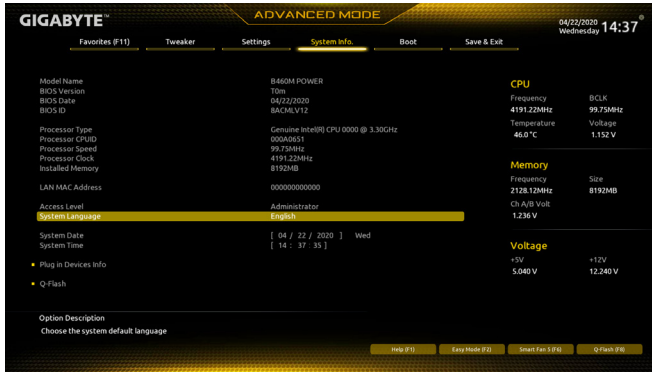 GIGABYTE™
ADVANCED MODE
04/22/2020
Wednesday 14:37
Favorites (F11) Tweaker Settings System Info. Boot Save & Exit
Model Name B460M POWER
BIOS Version T0m
BIOS Date 04/22/2020
BIOS ID 8ACMLV12
Processor Type Genuine Intel(R) CPU 0000 @ 3.30GHz
Processor CPUID 000A0651
Processor Speed 99.75MHz
Processor Clock 4191.22MHz
Installed Memory 8192MB
LAN MAC Address 000000000000
Access Level Administrator
System Language English
System Date [ 04 / 22 / 2020 ] Wed
System Time [ 14 : 37 : 35 ]
Plug in Devices Info
Q-Flash
CPU
Frequency BCLK
4191.22MHz 99.75MHz
Temperature Voltage
46.0 °C 1.152 V
Memory
Frequency Size
2128.12MHz 8192MB
Ch A/B Volt
1.236 V
Voltage
+5V +12V
5.040 V 12.240 V
Option Description
Choose the system default language
Help (F1) Easy Mode (F2) Smart Fan 5 (F6) Q-Flash (F8)